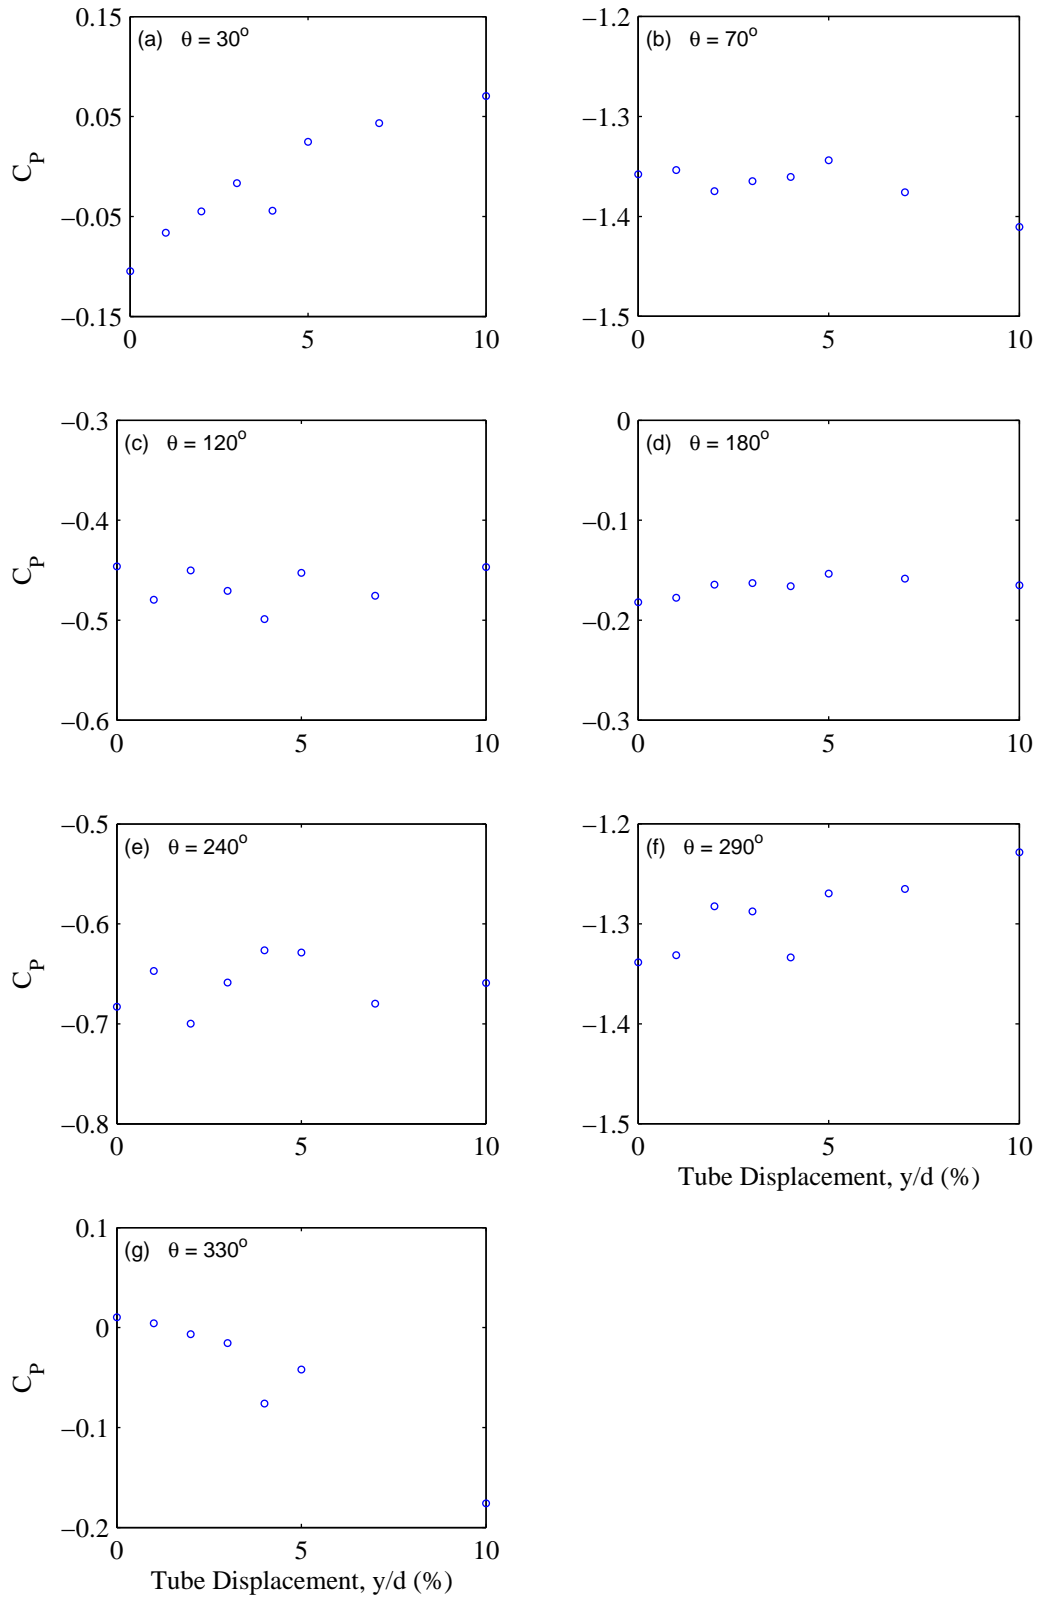 (a) θ = 30°
0.15
0.05
−0.05
−0.15
C_P
0 5 10
(b) θ = 70°
−1.2
−1.3
−1.4
−1.5
0 5 10
(c) θ = 120°
−0.3
−0.4
−0.5
−0.6
C_P
0 5 10
(d) θ = 180°
0
−0.1
−0.2
−0.3
0 5 10
(e) θ = 240°
−0.5
−0.6
−0.7
−0.8
C_P
0 5 10
(f) θ = 290°
−1.2
−1.3
−1.4
−1.5
0 5 10
Tube Displacement, y/d (%)
(g) θ = 330°
0.1
0
−0.1
−0.2
C_P
0 5 10
Tube Displacement, y/d (%)